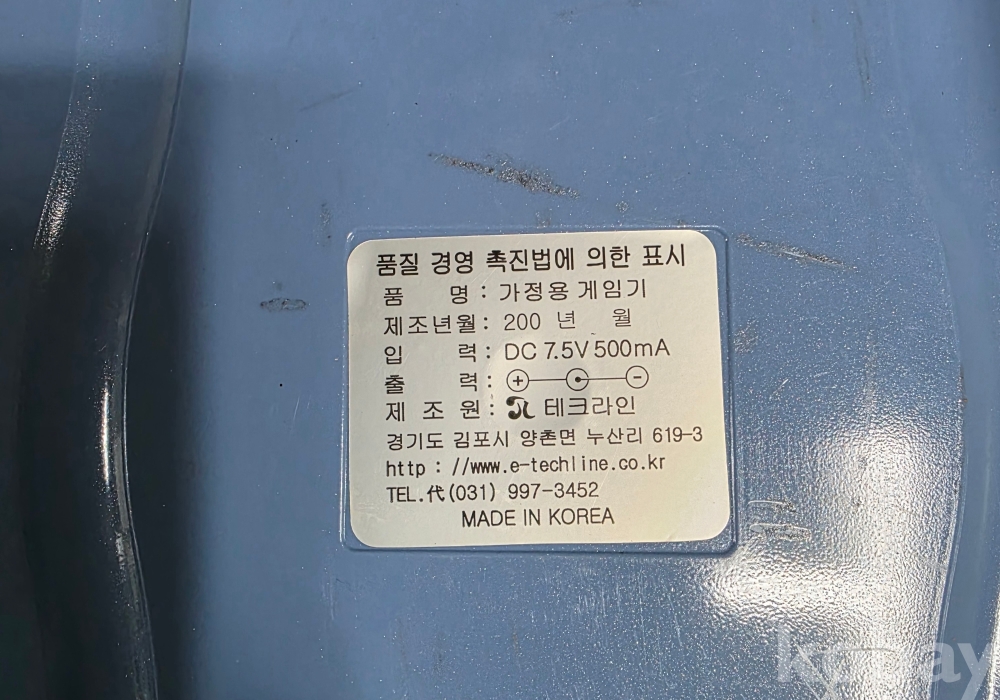 품질 경영 촉진법에 의한 표시
품 명 : 가정용 게임기
제조년월 : 200 년 월
입 력 : DC 7.5V 500mA
출 력 : + −
제 조 원 : 테크라인
경기도 김포시 양촌면 누산리 619-3
http : //www.e-techline.co.kr
TEL.代(031) 997-3452
MADE IN KOREA